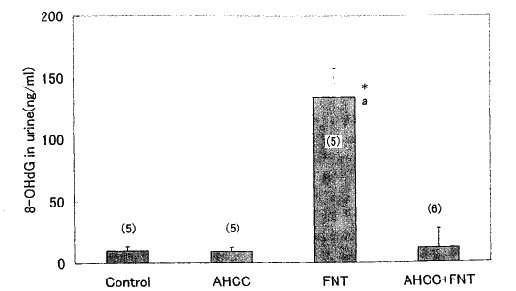 200
150
100
50
0
8-OHdG in urine(ng/ml)
(5)
(5)
(5)
*
a
(6)
Control
AHCC
FNT
AHCC+FNT